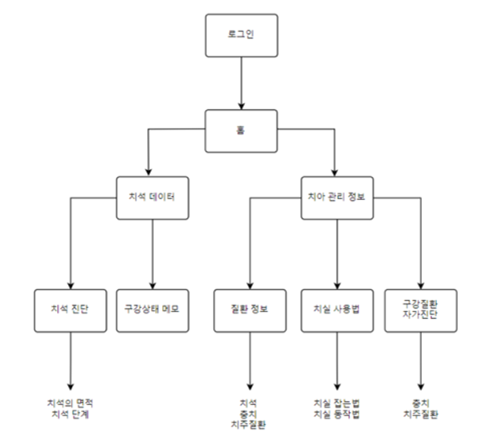 로그인
홈
치석 데이터
치아 관리 정보
치석 진단
구강상태 메모
질환 정보
치실 사용법
구강질환
자가진단
치석의 면적
치석 단계
치석
충치
치주질환
치실 잡는법
치실 동작법
충치
치주질환